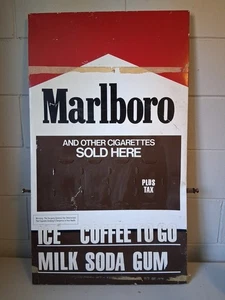 Marlboro
AND OTHER CIGARETTES
SOLD HERE
PLUS
TAX
ICE COFFEE TO GO
MILK SODA GUM